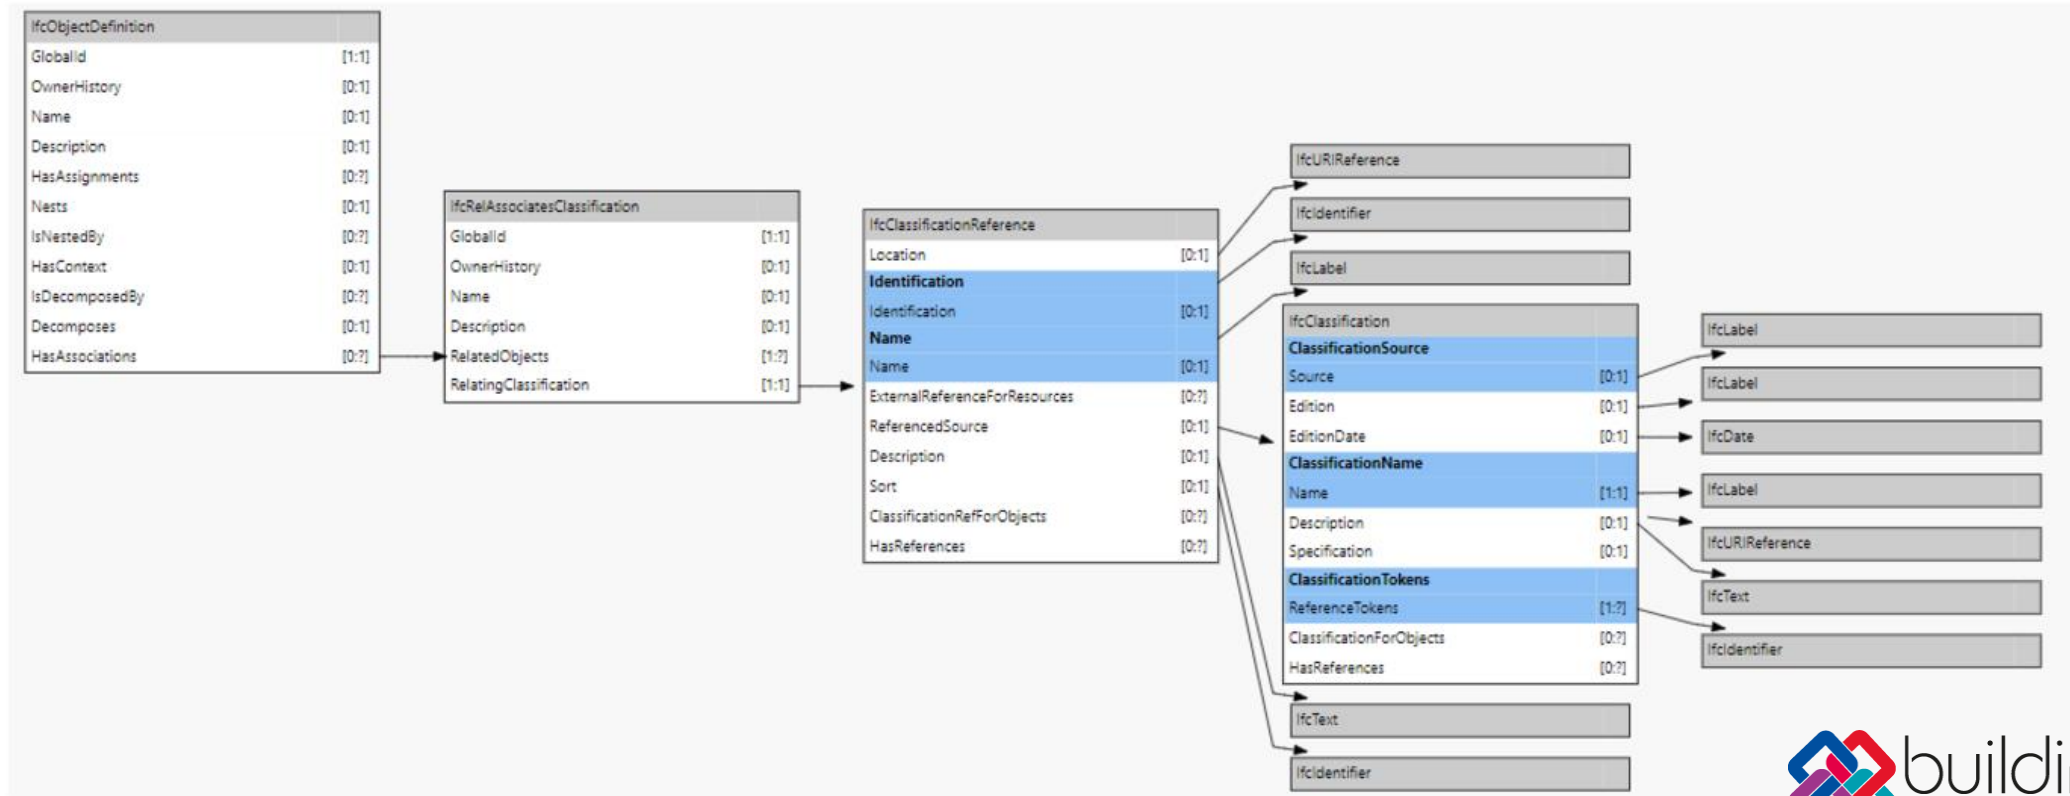 IfcObjectDefinition
GlobalId [1:1]
OwnerHistory [0:1]
Name [0:1]
Description [0:1]
HasAssignments [0:?]
Nests [0:1]
IsNestedBy [0:?]
HasContext [0:1]
IsDecomposedBy [0:?]
Decomposes [0:1]
HasAssociations [0:?]
IfcRelAssociatesClassification
GlobalId [1:1]
OwnerHistory [0:1]
Name [0:1]
Description [0:1]
RelatedObjects [1:?]
RelatingClassification [1:1]
IfcClassificationReference
Location [0:1]
Identification
Identification [0:1]
Name
Name [0:1]
ExternalReferenceForResources [0:?]
ReferencedSource [0:1]
Description [0:1]
Sort [0:1]
ClassificationRefForObjects [0:?]
HasReferences [0:?]
IfcURIReference
IfcIdentifier
IfcLabel
IfcClassification
ClassificationSource
Source [0:1]
Edition [0:1]
EditionDate [0:1]
ClassificationName
Name [1:1]
Description [0:1]
Specification [0:1]
ClassificationTokens
ReferenceTokens [1:?]
ClassificationForObjects [0:?]
HasReferences [0:?]
IfcText
IfcIdentifier
IfcLabel
IfcLabel
IfcDate
IfcLabel
IfcURIReference
IfcText
IfcIdentifier
buildi